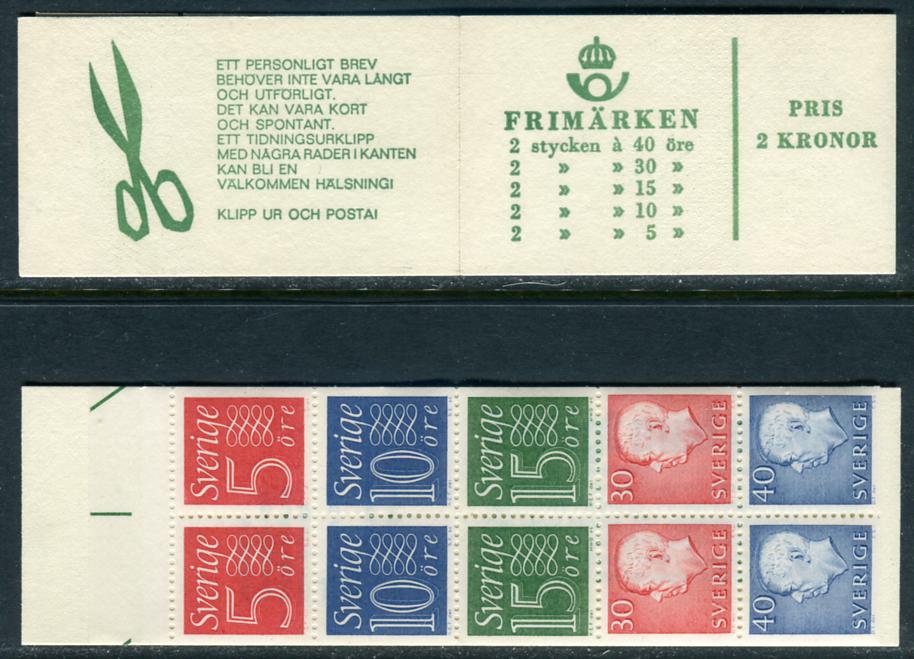 ETT PERSONLIGT BREV
BEHÖVER INTE VARA LÅNGT
OCH UTFÖRLIGT.
DET KAN VARA KORT
OCH SPONTANT.
ETT TIDNINGSURKLIPP
MED NÅGRA RADER I KANTEN
KAN BLI EN
VÄLKOMMEN HÄLSNING!
KLIPP UR OCH POSTA!
FRIMÄRKEN
2 stycken à 40 öre
2 » » 30 »
2 » » 15 »
2 » » 10 »
2 » » 5 »
PRIS
2 KRONOR
Sverige
5 öre
Sverige
10 öre
Sverige
15 öre
30 SVERIGE
40 SVERIGE
Sverige
5 öre
Sverige
10 öre
Sverige
15 öre
30 SVERIGE
40 SVERIGE